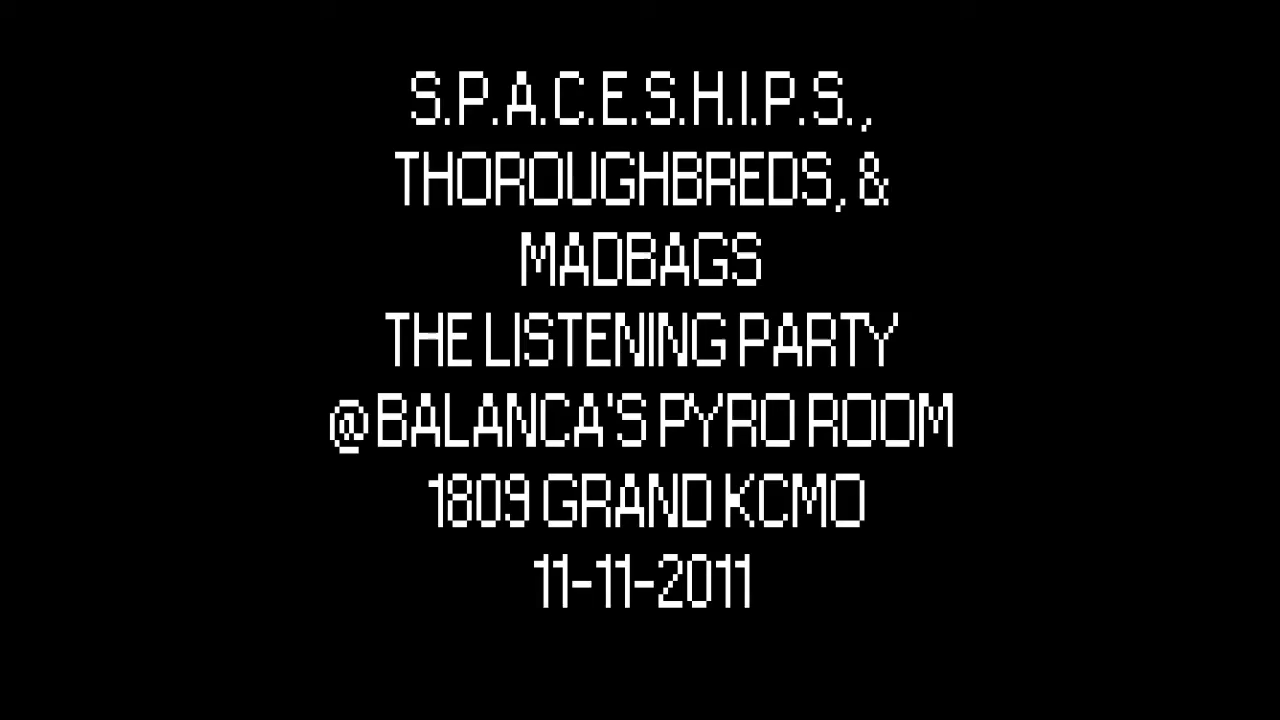 S.P.A.C.E.S.H.I.P.S.,
THOROUGHBREDS, &
MADBAGS
THE LISTENING PARTY
@BALANCA'S PYRO ROOM
1809 GRAND KCMO
11-11-2011